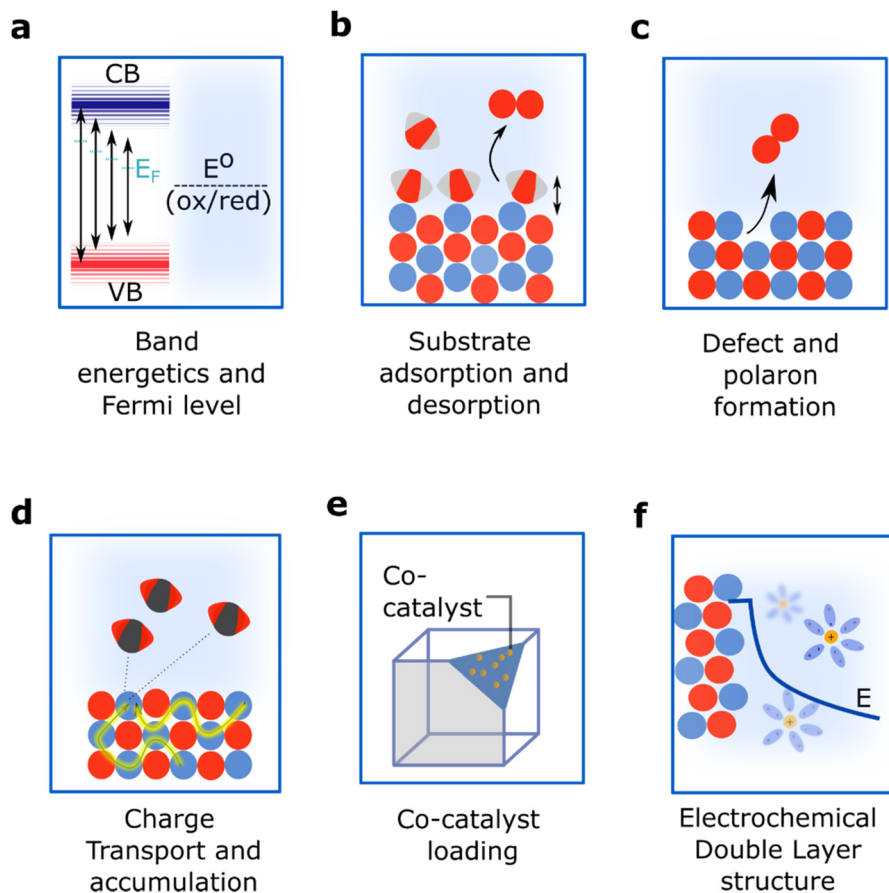 a
CB
E_F
E^O
(ox/red)
VB
Band
energetics and
Fermi level
b
Substrate
adsorption and
desorption
c
Defect and
polaron
formation
d
Charge
Transport and
accumulation
e
Co-
catalyst
Co-catalyst
loading
f
+
+
+
E
Electrochemical
Double Layer
structure